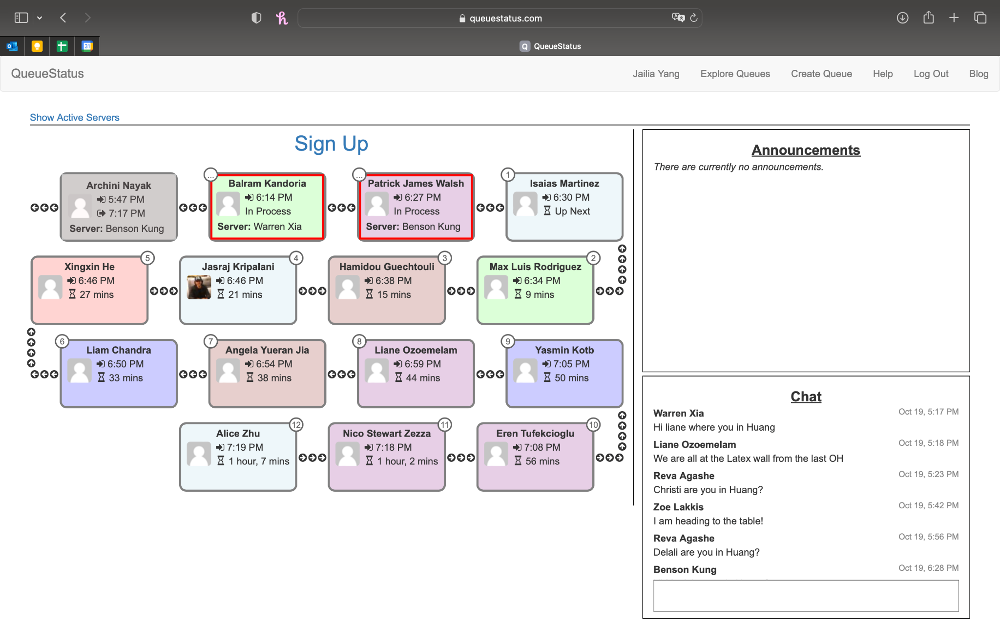 queuestatus.com
QueueStatus
QueueStatus
Jailia Yang Explore Queues Create Queue Help Log Out Blog
Show Active Servers
Sign Up
Archini Nayak
5:47 PM
7:17 PM
Server: Benson Kung
...
Balram Kandoria
6:14 PM
In Process
Server: Warren Xia
...
Patrick James Walsh
6:27 PM
In Process
Server: Benson Kung
1
Isaias Martinez
6:30 PM
Up Next
5
Xingxin He
6:46 PM
27 mins
4
Jasraj Kripalani
6:46 PM
21 mins
3
Hamidou Guechtouli
6:38 PM
15 mins
2
Max Luis Rodriguez
6:34 PM
9 mins
6
Liam Chandra
6:50 PM
33 mins
7
Angela Yueran Jia
6:54 PM
38 mins
8
Liane Ozoemelam
6:59 PM
44 mins
9
Yasmin Kotb
7:05 PM
50 mins
12
Alice Zhu
7:19 PM
1 hour, 7 mins
11
Nico Stewart Zezza
7:18 PM
1 hour, 2 mins
10
Eren Tufekcioglu
7:08 PM
56 mins
Announcements
There are currently no announcements.
Chat
Warren Xia Oct 19, 5:17 PM
Hi liane where you in Huang
Liane Ozoemelam Oct 19, 5:18 PM
We are all at the Latex wall from the last OH
Reva Agashe Oct 19, 5:23 PM
Christi are you in Huang?
Zoe Lakkis Oct 19, 5:42 PM
I am heading to the table!
Reva Agashe Oct 19, 5:56 PM
Delali are you in Huang?
Benson Kung Oct 19, 6:28 PM